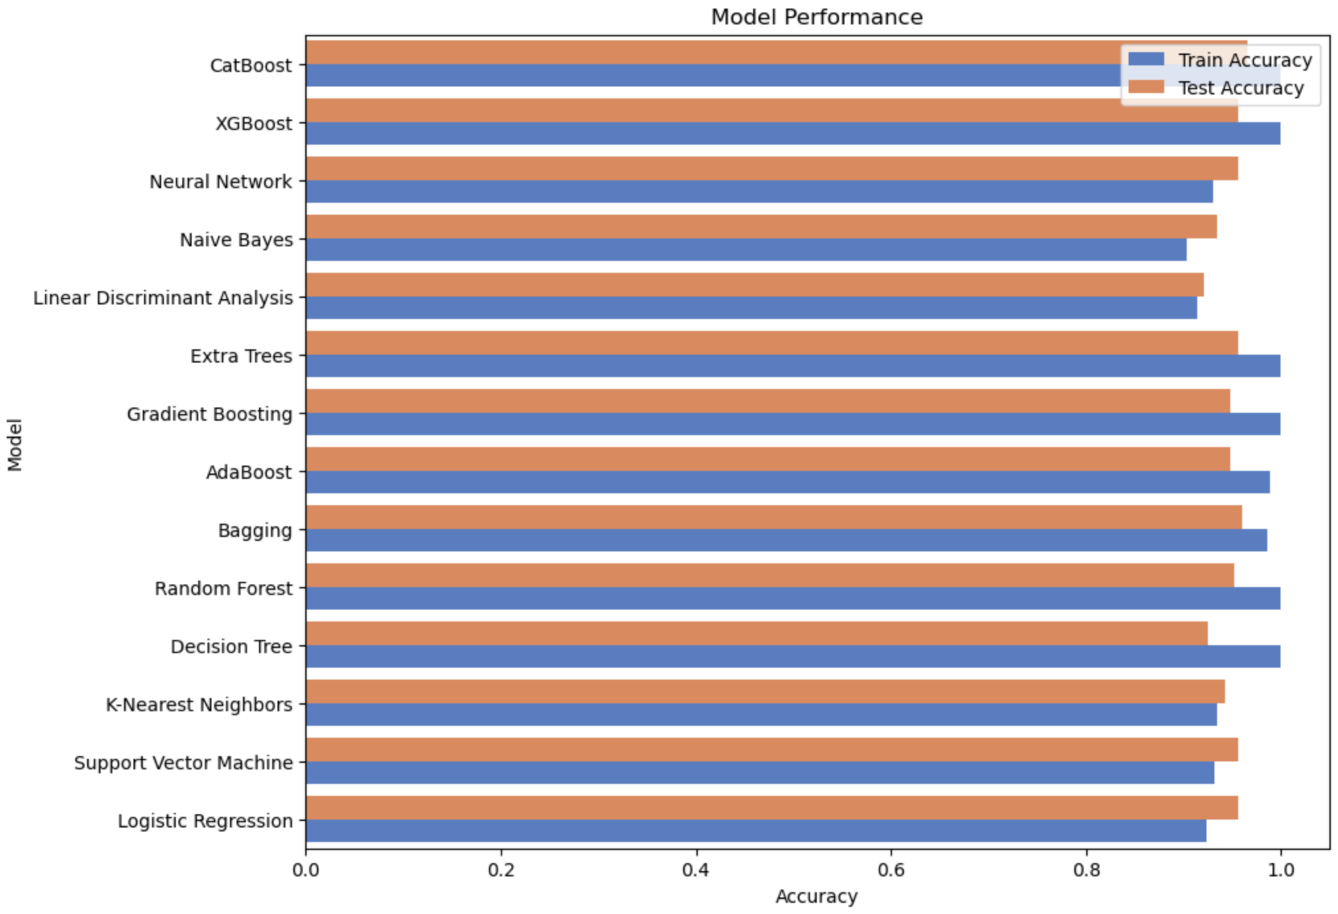 Model Performance
Train Accuracy
Test Accuracy
CatBoost
XGBoost
Neural Network
Naive Bayes
Linear Discriminant Analysis
Extra Trees
Gradient Boosting
AdaBoost
Bagging
Random Forest
Decision Tree
K-Nearest Neighbors
Support Vector Machine
Logistic Regression
Model
0.0 0.2 0.4 0.6 0.8 1.0
Accuracy